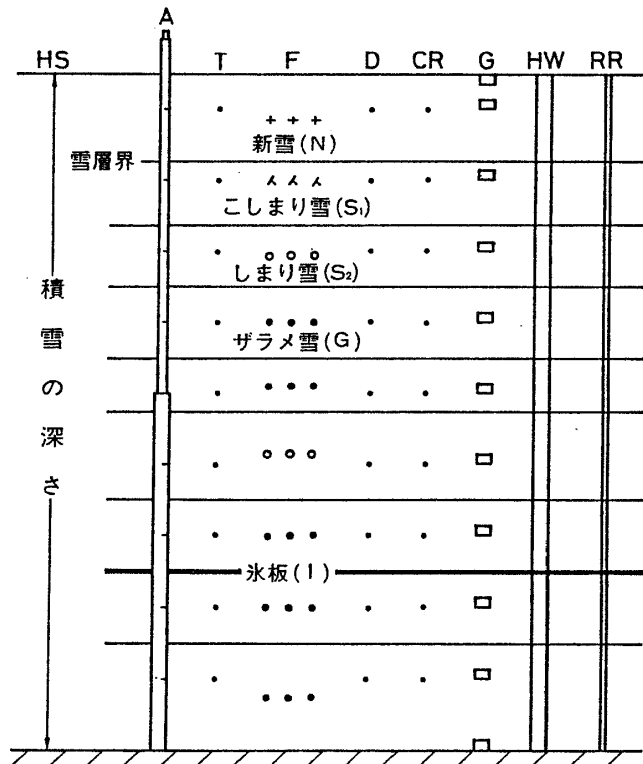 A
HS T F D CR G HW RR
新雪(N)
雪層界
こしまり雪(S₁)
しまり雪(S₂)
ザラメ雪(G)
積雪の深さ
氷板(I)